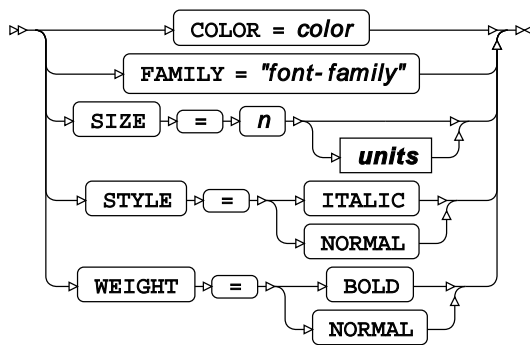 COLOR = color
FAMILY = "font-family"
SIZE = n
units
STYLE = ITALIC
NORMAL
WEIGHT = BOLD
NORMAL